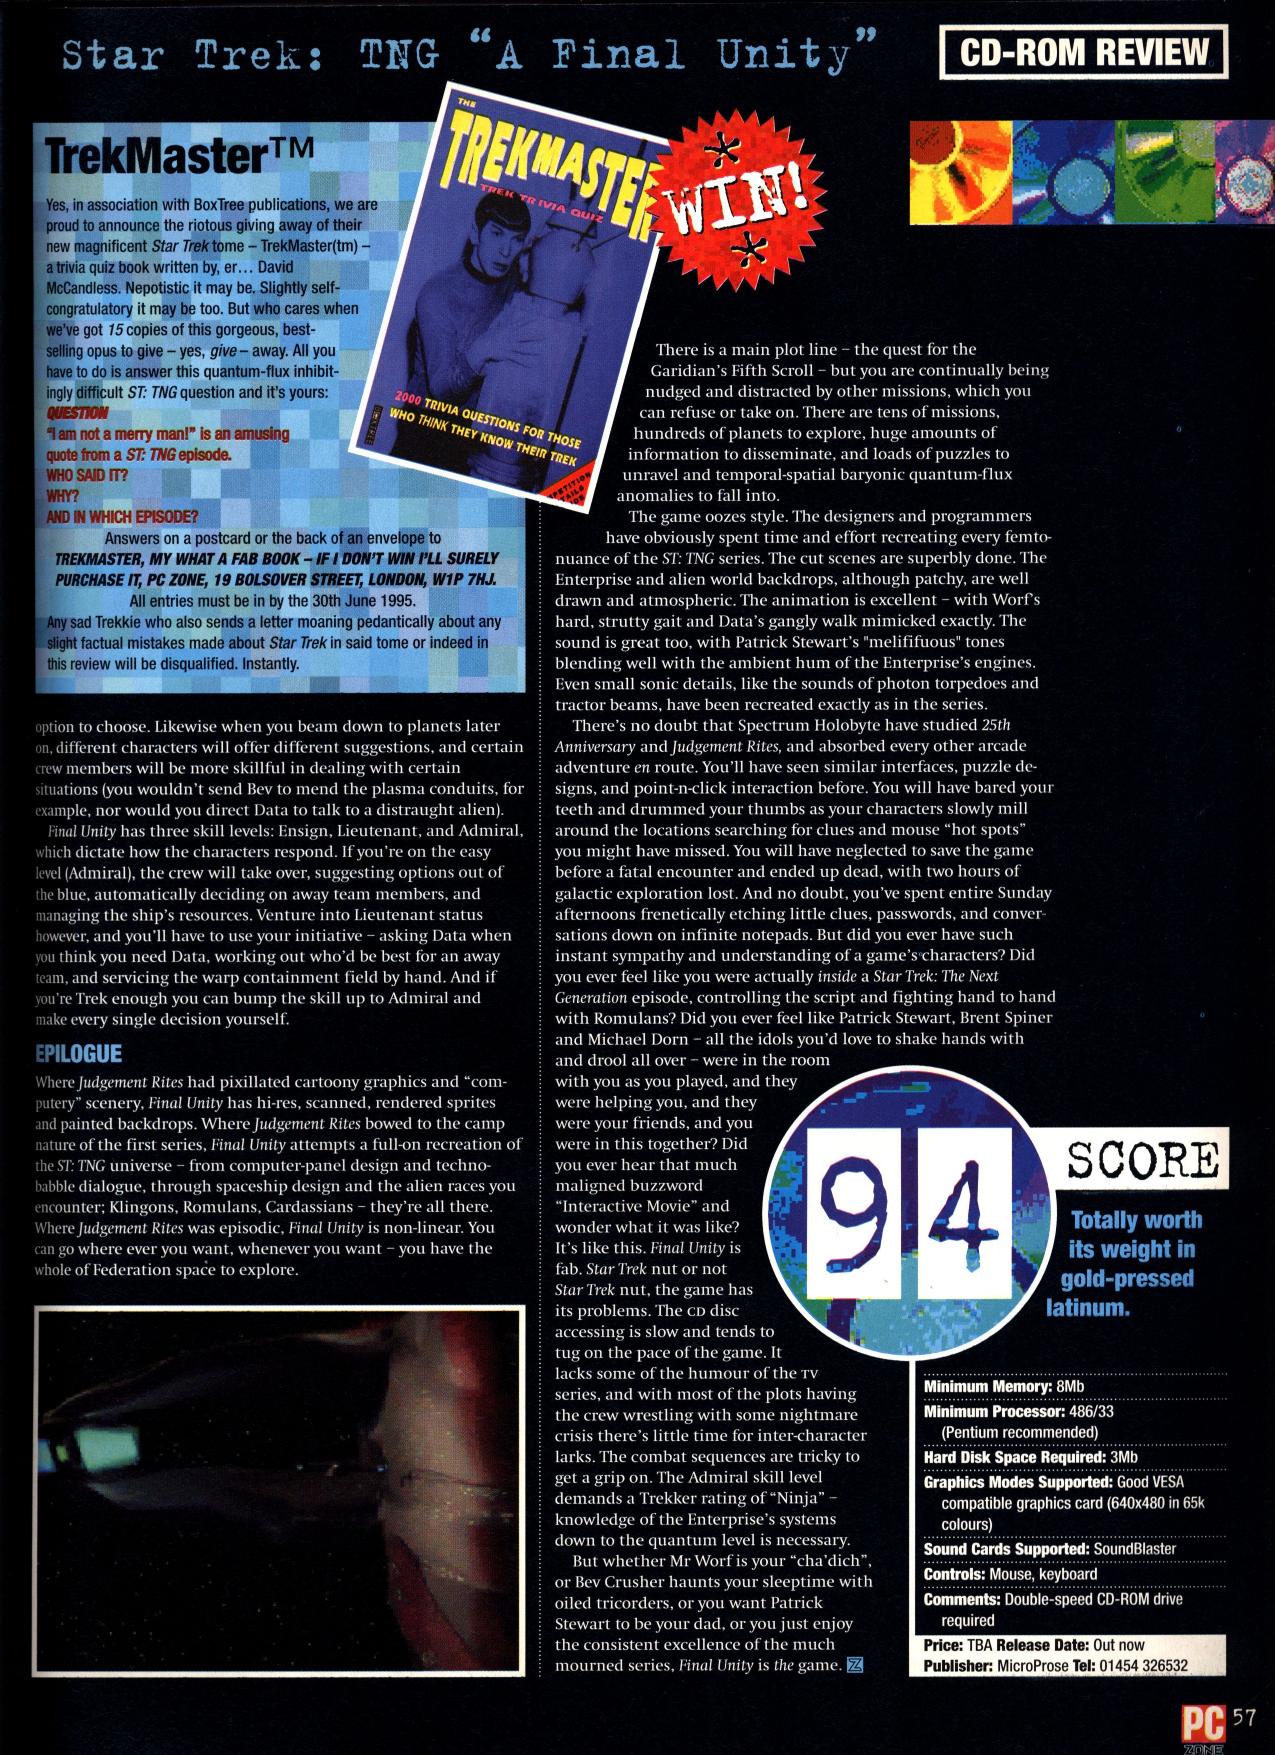 Star Trek: TNG “A Final Unity”
CD-ROM REVIEW
TrekMaster™
Yes, in association with BoxTree publications, we are
proud to announce the riotous giving away of their
new magnificent Star Trek tome – TrekMaster(tm) –
a trivia quiz book written by, er... David
McCandless. Nepotistic it may be. Slightly self-
congratulatory it may be too. But who cares when
we’ve got 15 copies of this gorgeous, best-
selling opus to give – yes, give – away. All you
have to do is answer this quantum-flux inhibit-
ingly difficult ST: TNG question and it’s yours:
QUESTION
“I am not a merry man!” is an amusing
quote from a ST: TNG episode.
WHO SAID IT?
WHY?
AND IN WHICH EPISODE?
Answers on a postcard or the back of an envelope to
TREKMASTER, MY WHAT A FAB BOOK – IF I DON’T WIN I’LL SURELY
PURCHASE IT, PC ZONE, 19 BOLSOVER STREET, LONDON, W1P 7HJ.
All entries must be in by the 30th June 1995.
Any sad Trekkie who also sends a letter moaning pedantically about any
slight factual mistakes made about Star Trek in said tome or indeed in
this review will be disqualified. Instantly.
THE
TREKMASTER
TREK TRIVIA QUIZ
2000 TRIVIA QUESTIONS FOR THOSE
WHO THINK THEY KNOW THEIR TREK
WIN!
option to choose. Likewise when you beam down to planets later
on, different characters will offer different suggestions, and certain
crew members will be more skillful in dealing with certain
situations (you wouldn’t send Bev to mend the plasma conduits, for
example, nor would you direct Data to talk to a distraught alien).
Final Unity has three skill levels: Ensign, Lieutenant, and Admiral,
which dictate how the characters respond. If you’re on the easy
level (Admiral), the crew will take over, suggesting options out of
the blue, automatically deciding on away team members, and
managing the ship’s resources. Venture into Lieutenant status
however, and you’ll have to use your initiative – asking Data when
you think you need Data, working out who’d be best for an away
team, and servicing the warp containment field by hand. And if
you’re Trek enough you can bump the skill up to Admiral and
make every single decision yourself.
EPILOGUE
Where Judgement Rites had pixillated cartoony graphics and “com-
putery” scenery, Final Unity has hi-res, scanned, rendered sprites
and painted backdrops. Where Judgement Rites bowed to the camp
nature of the first series, Final Unity attempts a full-on recreation of
the ST: TNG universe – from computer-panel design and techno-
babble dialogue, through spaceship design and the alien races you
encounter; Klingons, Romulans, Cardassians – they’re all there.
Where Judgement Rites was episodic, Final Unity is non-linear. You
can go where ever you want, whenever you want – you have the
whole of Federation space to explore.
There is a main plot line – the quest for the
Garidian’s Fifth Scroll – but you are continually being
nudged and distracted by other missions, which you
can refuse or take on. There are tens of missions,
hundreds of planets to explore, huge amounts of
information to disseminate, and loads of puzzles to
unravel and temporal-spatial baryonic quantum-flux
anomalies to fall into.
The game oozes style. The designers and programmers
have obviously spent time and effort recreating every femto-
nuance of the ST: TNG series. The cut scenes are superbly done. The
Enterprise and alien world backdrops, although patchy, are well
drawn and atmospheric. The animation is excellent – with Worf’s
hard, strutty gait and Data’s gangly walk mimicked exactly. The
sound is great too, with Patrick Stewart’s "melififuous" tones
blending well with the ambient hum of the Enterprise’s engines.
Even small sonic details, like the sounds of photon torpedoes and
tractor beams, have been recreated exactly as in the series.
There’s no doubt that Spectrum Holobyte have studied 25th
Anniversary and Judgement Rites, and absorbed every other arcade
adventure en route. You’ll have seen similar interfaces, puzzle de-
signs, and point-n-click interaction before. You will have bared your
teeth and drummed your thumbs as your characters slowly mill
around the locations searching for clues and mouse “hot spots”
you might have missed. You will have neglected to save the game
before a fatal encounter and ended up dead, with two hours of
galactic exploration lost. And no doubt, you’ve spent entire Sunday
afternoons frenetically etching little clues, passwords, and conver-
sations down on infinite notepads. But did you ever have such
instant sympathy and understanding of a game’s characters? Did
you ever feel like you were actually inside a Star Trek: The Next
Generation episode, controlling the script and fighting hand to hand
with Romulans? Did you ever feel like Patrick Stewart, Brent Spiner
and Michael Dorn – all the idols you’d love to shake hands with
and drool all over – were in the room
with you as you played, and they
were helping you, and they
were your friends, and you
were in this together? Did
you ever hear that much
maligned buzzword
“Interactive Movie” and
wonder what it was like?
It’s like this. Final Unity is
fab. Star Trek nut or not
Star Trek nut, the game has
its problems. The CD disc
accessing is slow and tends to
tug on the pace of the game. It
lacks some of the humour of the TV
series, and with most of the plots having
the crew wrestling with some nightmare
crisis there’s little time for inter-character
larks. The combat sequences are tricky to
get a grip on. The Admiral skill level
demands a Trekker rating of “Ninja” –
knowledge of the Enterprise’s systems
down to the quantum level is necessary.
But whether Mr Worf is your “cha’dich”,
or Bev Crusher haunts your sleeptime with
oiled tricorders, or you want Patrick
Stewart to be your dad, or you just enjoy
the consistent excellence of the much
mourned series, Final Unity is the game. Z
94
SCORE
Totally worth
its weight in
gold-pressed
latinum.
Minimum Memory: 8Mb
Minimum Processor: 486/33
(Pentium recommended)
Hard Disk Space Required: 3Mb
Graphics Modes Supported: Good VESA
compatible graphics card (640x480 in 65k
colours)
Sound Cards Supported: SoundBlaster
Controls: Mouse, keyboard
Comments: Double-speed CD-ROM drive
required
Price: TBA Release Date: Out now
Publisher: MicroProse Tel: 01454 326532
PC
ZONE
57